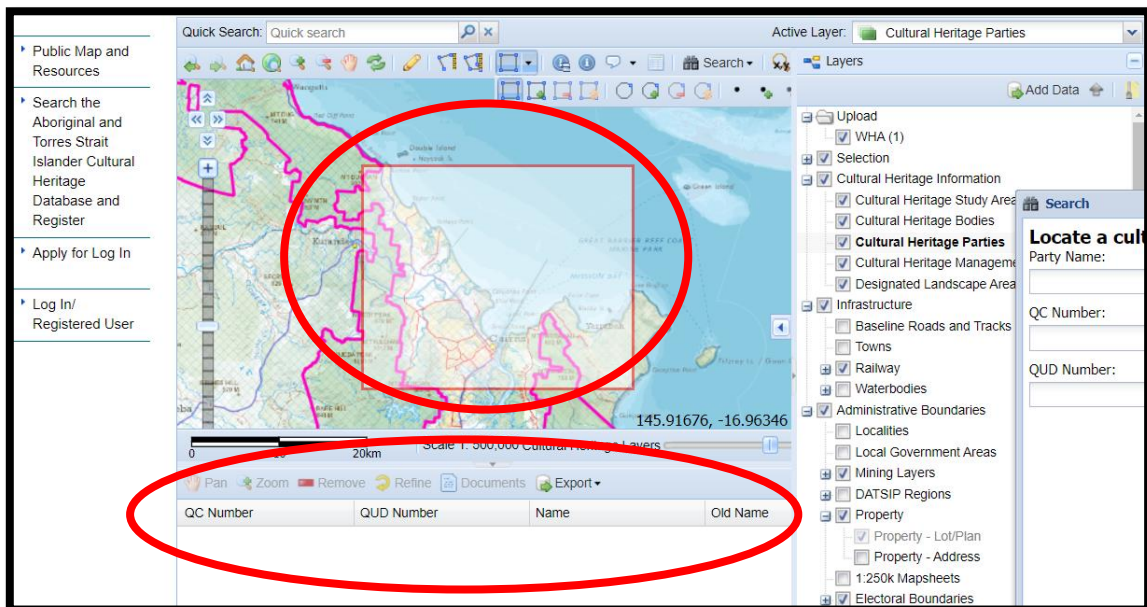 Quick Search: Quick search
Active Layer: Cultural Heritage Parties
Public Map and
Resources
Search the
Aboriginal and
Torres Strait
Islander Cultural
Heritage
Database and
Register
Apply for Log In
Log In/
Registered User
Search
Double Island
Green Island
Kuranda
GREAT BARRIER REEF COAST
MARINE PARK
145.91676, -16.96346
0
20km
Scale 1: 500,000 Cultural Heritage Layers
Pan Zoom Remove Refine Documents Export
QC Number QUD Number Name Old Name
Layers
Add Data
Upload
WHA (1)
Selection
Cultural Heritage Information
Cultural Heritage Study Area
Cultural Heritage Bodies
Cultural Heritage Parties
Cultural Heritage Manageme
Designated Landscape Area
Infrastructure
Baseline Roads and Tracks
Towns
Railway
Waterbodies
Administrative Boundaries
Localities
Local Government Areas
Mining Layers
DATSIP Regions
Property
Property - Lot/Plan
Property - Address
1:250k Mapsheets
Electoral Boundaries
Search
Locate a cult
Party Name:
QC Number:
QUD Number: